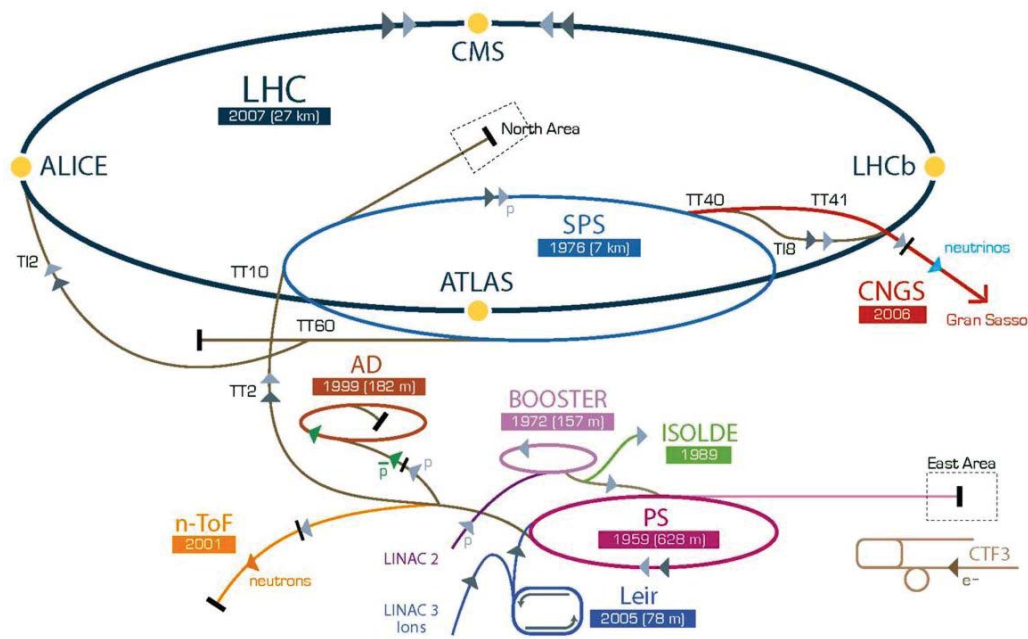 CMS
LHC
2007 (27 km)
North Area
ALICE
LHCb
TT40
TT41
SPS
1976 (7 km)
TI8
neutrinos
TI2
TT10
ATLAS
CNGS
2006
Gran Sasso
TT60
AD
1999 (182 m)
TT2
BOOSTER
1972 (157 m)
ISOLDE
1989
p
p
p
East Area
n-ToF
2001
PS
1959 (628 m)
p
LINAC 2
neutrons
CTF3
e-
LINAC 3
Ions
Leir
2005 (78 m)